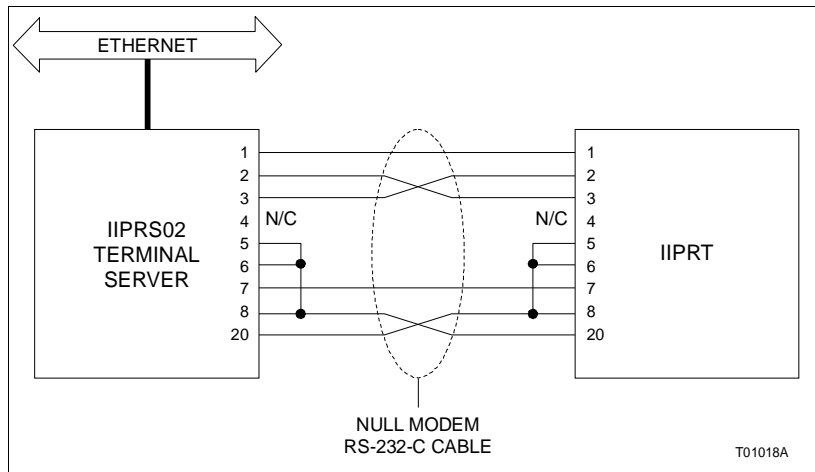 ETHERNET
IIPRS02
TERMINAL
SERVER
1
2
3
4
5
6
7
8
20
N/C
N/C
1
2
3
4
5
6
7
8
20
IIPRT
NULL MODEM
RS-232-C CABLE
T01018A